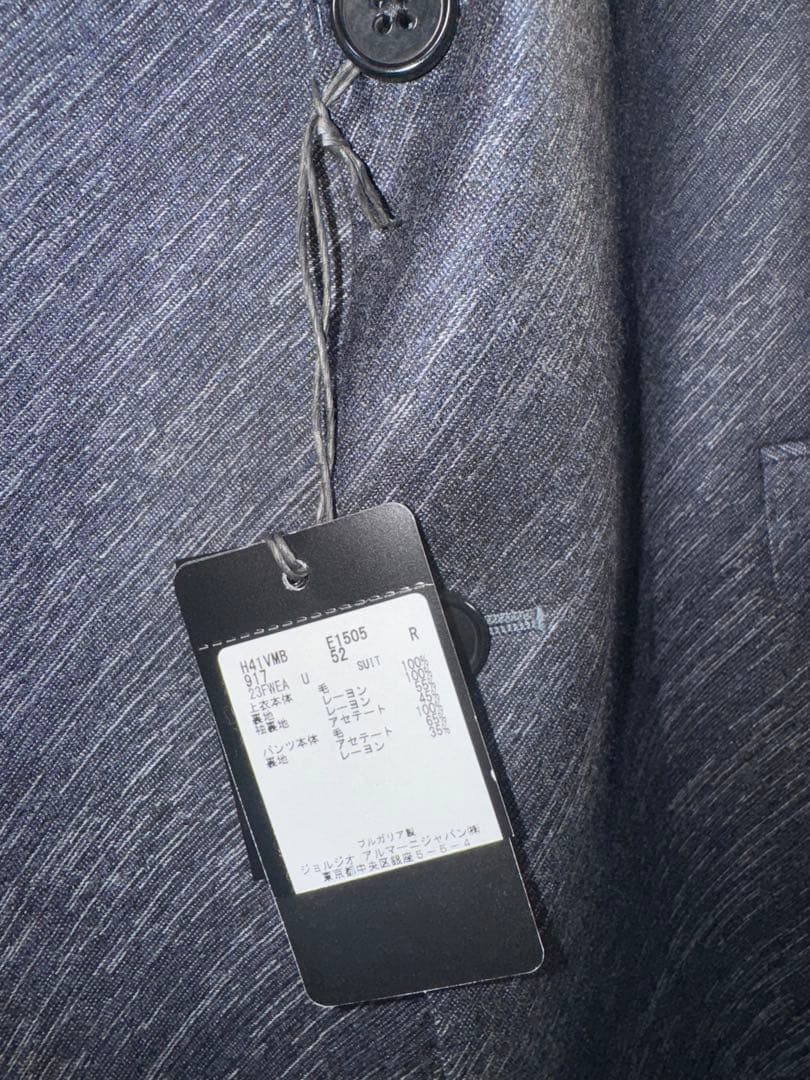 H41VMB E1505 R
917 52
23FWEA U SUIT
上衣本体 毛 100%
裏地 レーヨン 100%
袖裏地 レーヨン 55%
アセテート 45%
パンツ本体 毛 100%
裏地 アセテート 65%
レーヨン 35%
ブルガリア製
ジョルジオ アルマーニジャパン㈱
東京都中央区銀座5-5-4